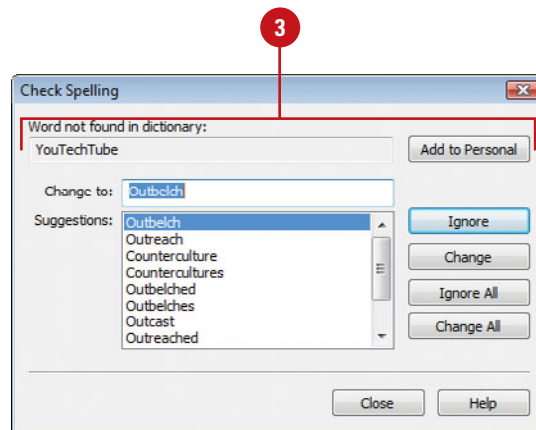 3
Check Spelling
Word not found in dictionary:
YouTechTube
Add to Personal
Change to: Outbelch
Suggestions: Outbelch
Outreach
Counterculture
Countercultures
Outbelched
Outbelches
Outcast
Outreached
Ignore
Change
Ignore All
Change All
Close Help